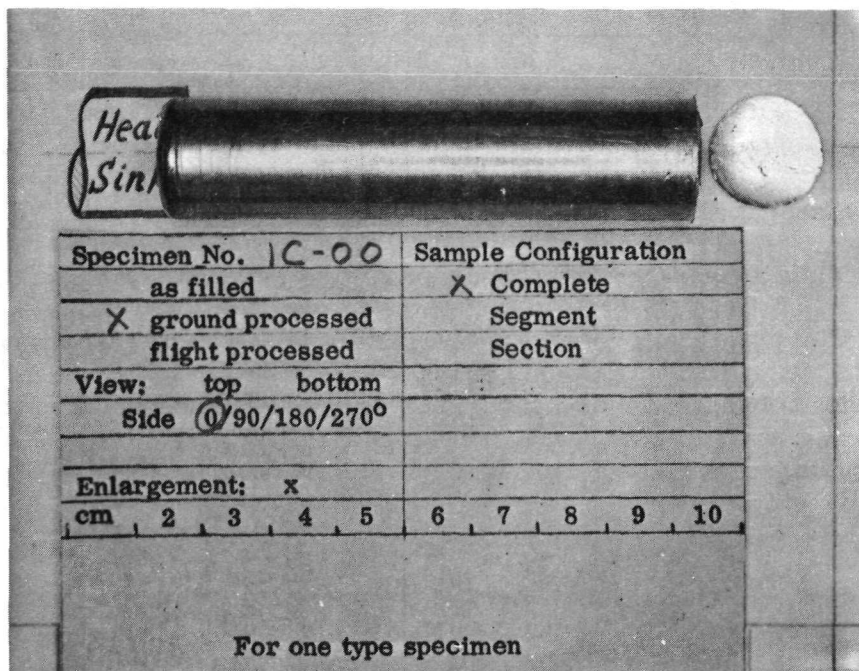 Heat
Sink
Specimen No. 1C-00 Sample Configuration
as filled X Complete
X ground processed Segment
flight processed Section
View: top bottom
Side 0/90/180/270°
Enlargement: x
cm 2 3 4 5 6 7 8 9 10
For one type specimen